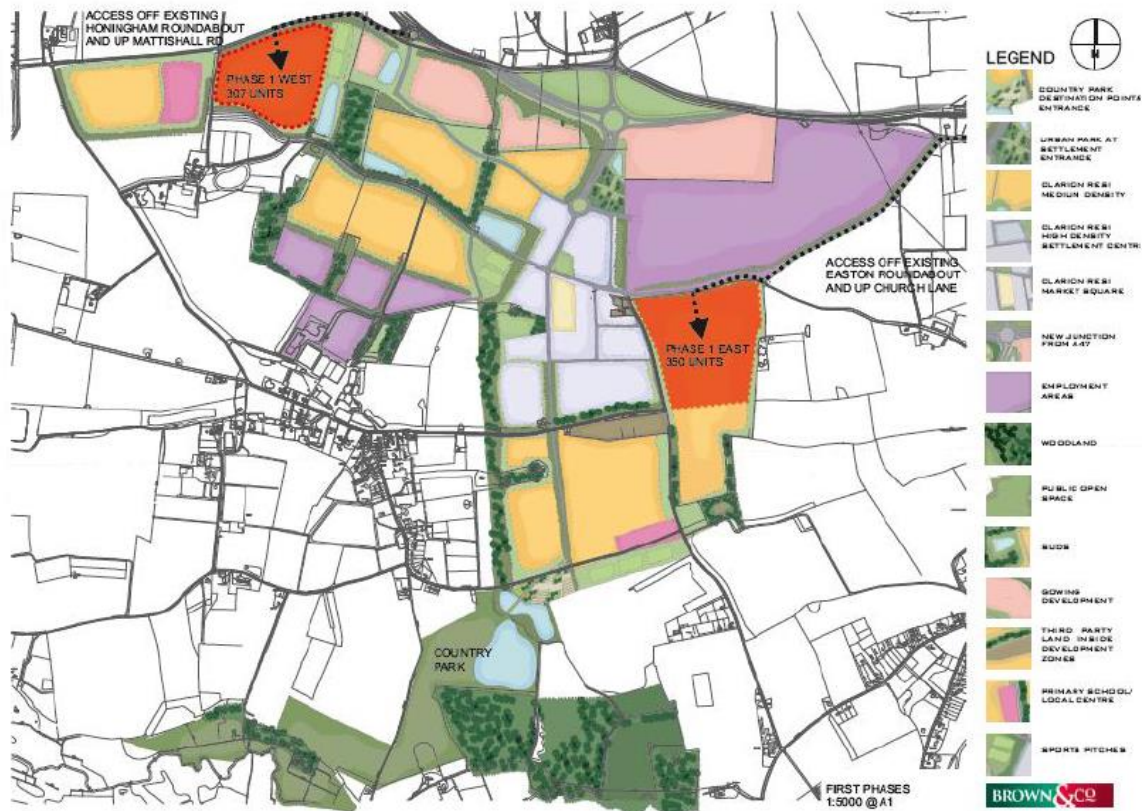 ACCESS OFF EXISTING
HONINGHAM ROUNDABOUT
AND UP MATTISHALL RD
PHASE 1 WEST
307 UNITS
ACCESS OFF EXISTING
EASTON ROUNDABOUT
AND UP CHURCH LANE
PHASE 1 EAST
350 UNITS
COUNTRY
PARK
FIRST PHASES
1:5000 @A1
LEGEND
N
COUNTRY PARK
DESTINATION POINT&
ENTRANCE
URBAN PARK AT
SETTLEMENT
ENTRANCE
CLARION RESI
MEDIUM DENSITY
CLARION RESI
HIGH DENSITY
SETTLEMENT CENTR
CLARION RESI
MARKET SQUARE
NEW JUNCTION
FROM A47
EMPLOYMENT
AREAS
WOODLAND
PUBLIC OPEN
SPACE
SUDS
GOWING
DEVELOPMENT
THIRD PARTY
LAND INSIDE
DEVELOPMENT
ZONES
PRIMARY SCHOOL/
LOCAL CENTRE
SPORTS PITCHES
BROWN&CO